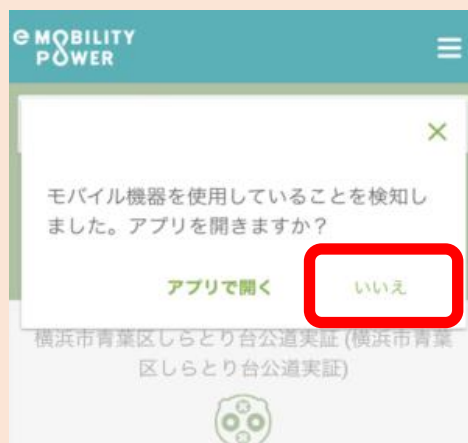 e MOBILITY
POWER
モバイル機器を使用していることを検知し
ました。アプリを開きますか？
アプリで開く いいえ
横浜市青葉区しらとり台公道実証 (横浜市青葉
区しらとり台公道実証)